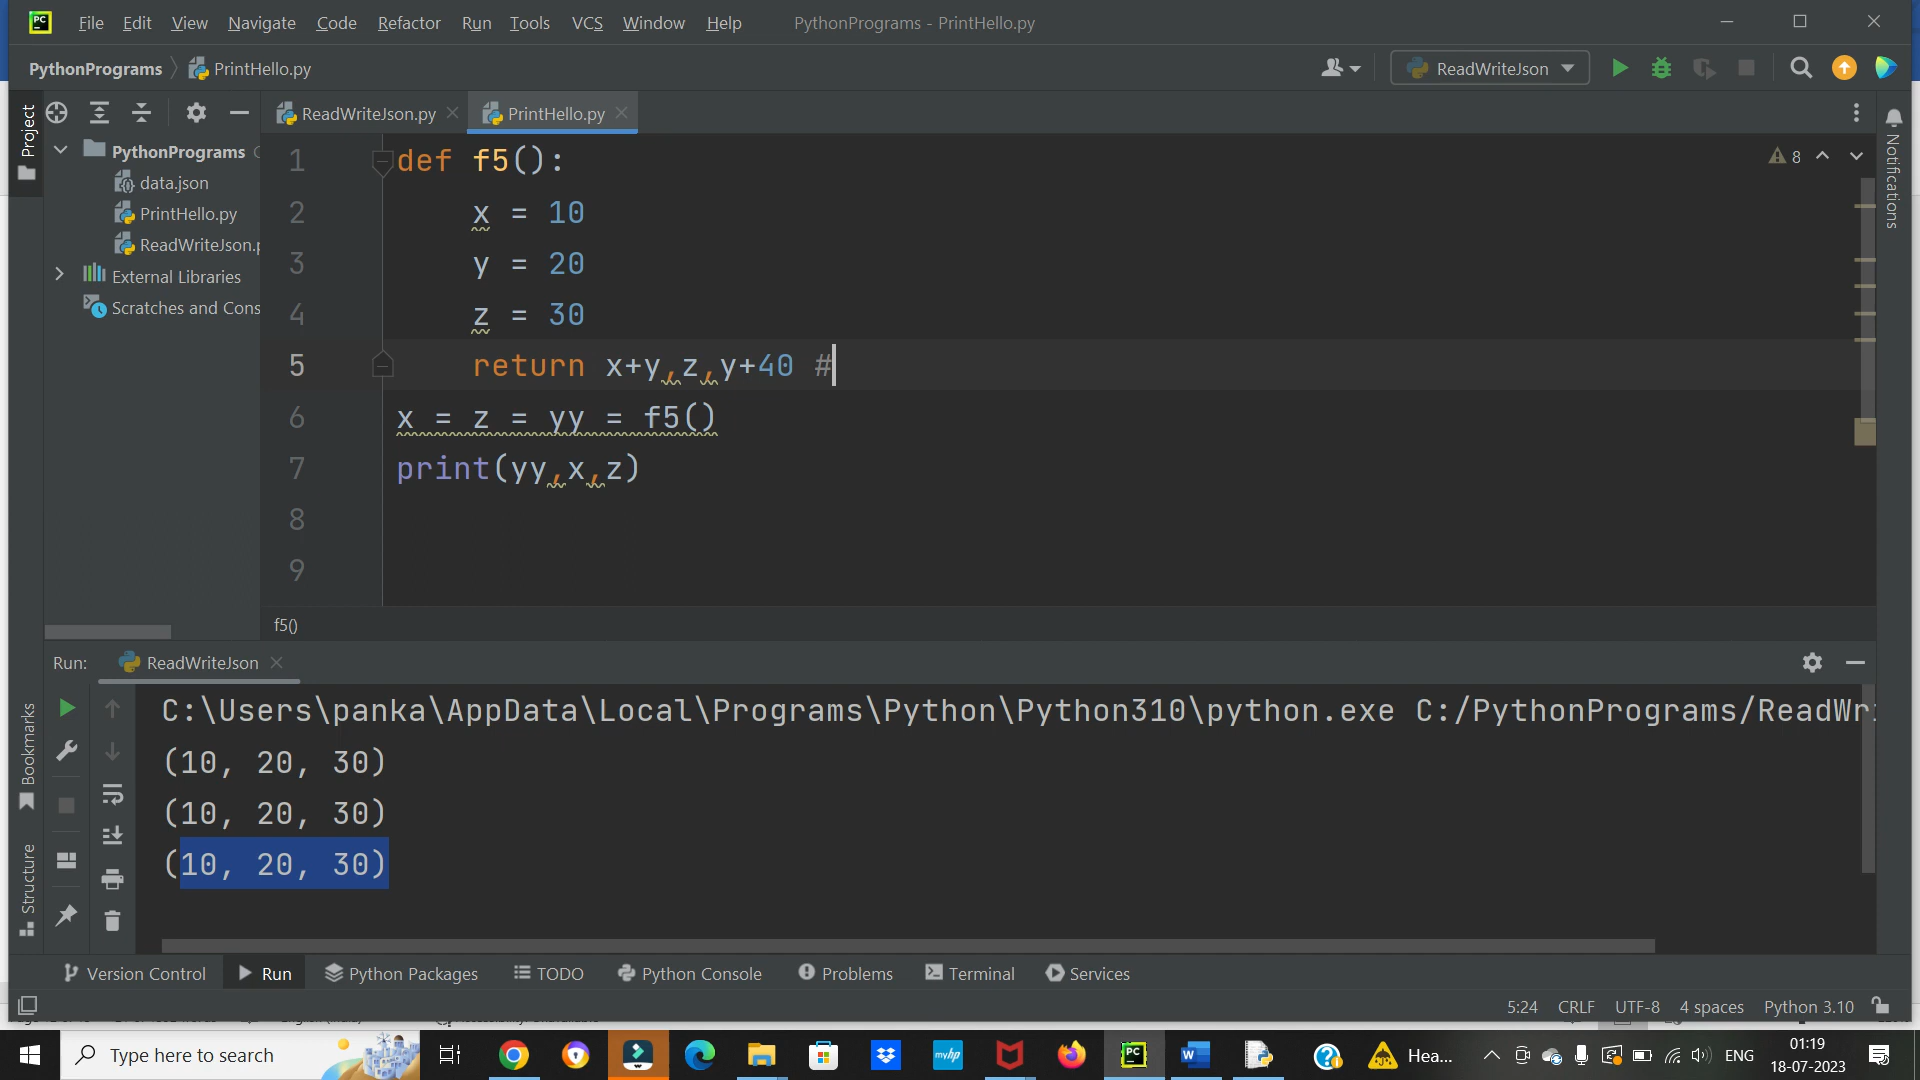 File Edit View Navigate Code Refactor Run Tools VCS Window Help PythonPrograms - PrintHello.py
PythonPrograms PrintHello.py ReadWriteJson
Project
ReadWriteJson.py PrintHello.py
PythonPrograms
data.json
PrintHello.py
ReadWriteJson.p
External Libraries
Scratches and Cons
1 def f5():
8
2 x = 10
3 y = 20
4 z = 30
5 return x+y,z,y+40 #
6 x = z = yy = f5()
7 print(yy,x,z)
8
9
f5()
Notifications
Run: ReadWriteJson
C:\Users\panka\AppData\Local\Programs\Python\Python310\python.exe C:/PythonPrograms/ReadWr
(10, 20, 30)
(10, 20, 30)
(10, 20, 30)
Bookmarks
Structure
Version Control Run Python Packages TODO Python Console Problems Terminal Services
5:24 CRLF UTF-8 4 spaces Python 3.10
Type here to search
PC
myhp
PC
W
Hea...
ENG
01:19
18-07-2023